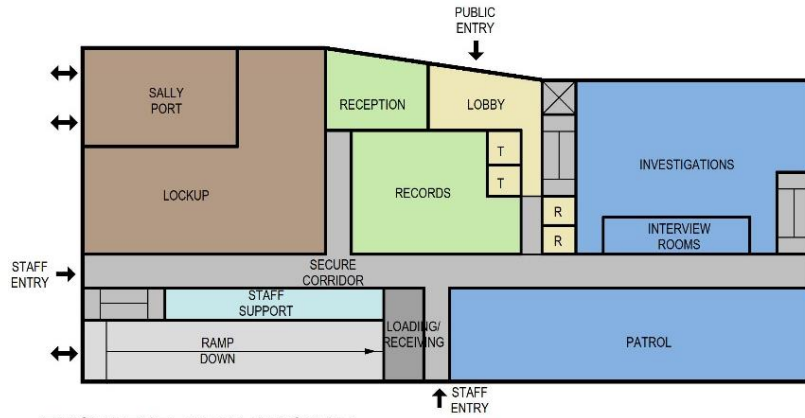 PUBLIC
ENTRY
SALLY
PORT
RECEPTION
LOBBY
T
T
INVESTIGATIONS
LOCKUP
RECORDS
R
R
INTERVIEW
ROOMS
STAFF
ENTRY
SECURE
CORRIDOR
STAFF
SUPPORT
LOADING/
RECEIVING
RAMP
DOWN
PATROL
STAFF
ENTRY